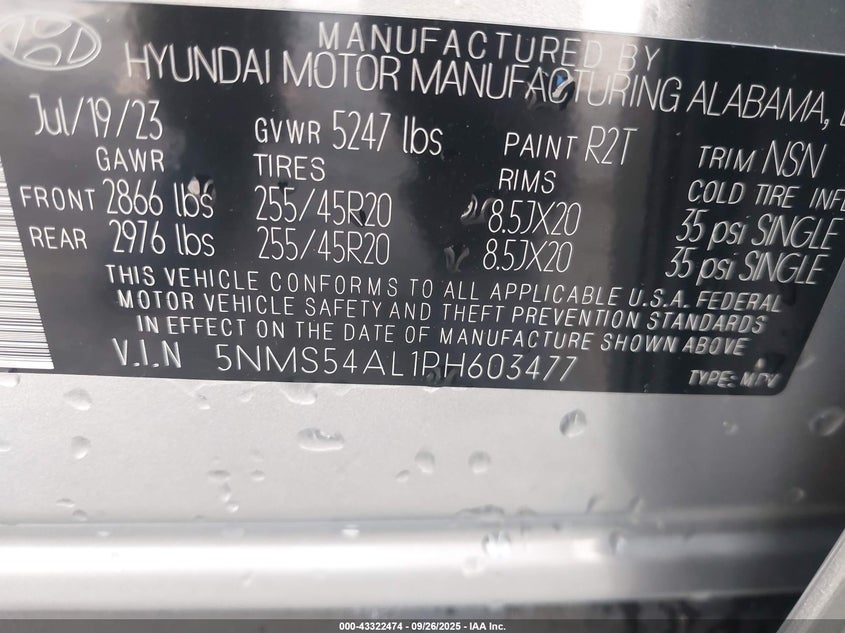 MANUFACTURED BY
HYUNDAI MOTOR MANUFACTURING ALABAMA,
Jul/19/23 GVWR 5247 lbs PAINT R2T TRIM NSN
GAWR TIRES RIMS COLD TIRE INFL
FRONT 2866 lbs 255/45R20 8.5JX20 35 psi SINGLE
REAR 2976 lbs 255/45R20 8.5JX20 35 psi SINGLE
THIS VEHICLE CONFORMS TO ALL APPLICABLE U.S.A. FEDERAL
MOTOR VEHICLE SAFETY AND THEFT PREVENTION STANDARDS
IN EFFECT ON THE DATE OF MANUFACTURE SHOWN ABOVE
V.I.N 5NMS54AL1PH603477 TYPE: MPV
000-43322474 - 09/26/2025 - IAA Inc.